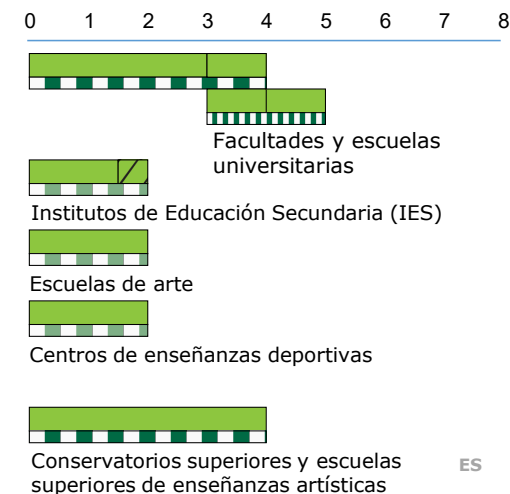 0 1 2 3 4 5 6 7 8
Facultades y escuelas
universitarias
Institutos de Educación Secundaria (IES)
Escuelas de arte
Centros de enseñanzas deportivas
Conservatorios superiores y escuelas
superiores de enseñanzas artísticas
ES